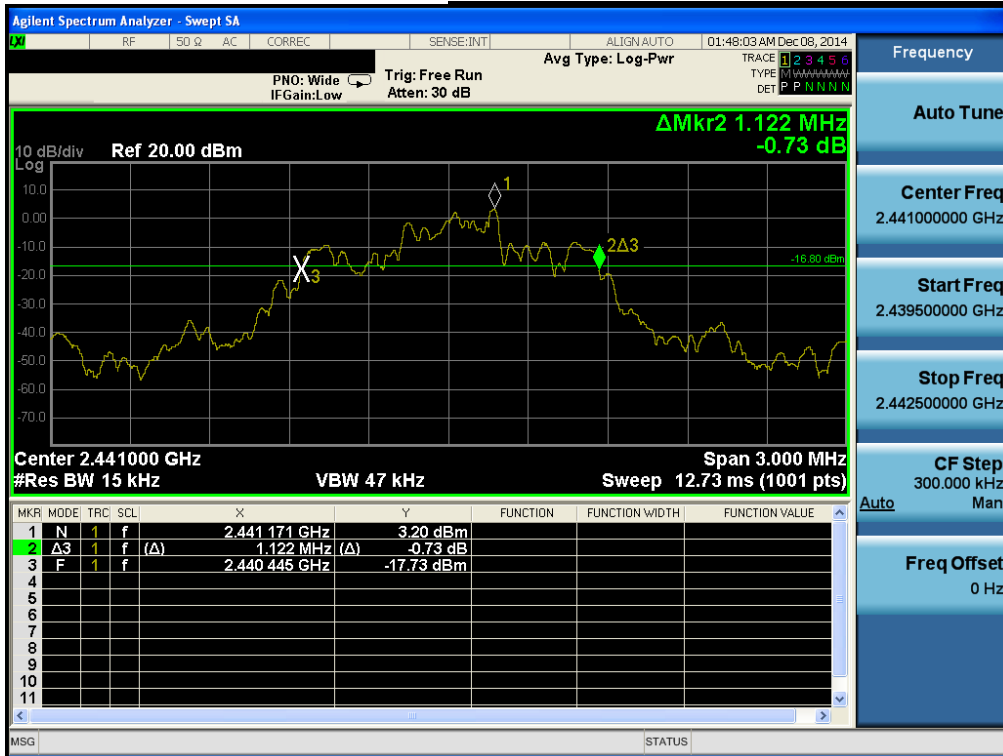 Agilent Spectrum Analyzer - Swept SA
LXI RF 50 Ω AC CORREC SENSE:INT ALIGN AUTO 01:48:03 AM Dec 08, 2014
PNO: Wide
IFGain:Low
Trig: Free Run
Atten: 30 dB
Avg Type: Log-Pwr
TRACE 1 2 3 4 5 6
TYPE M
DET P P N N N N
ΔMkr2 1.122 MHz
-0.73 dB
10 dB/div Ref 20.00 dBm
Log
10.0
0.00
-10.0
-20.0
-30.0
-40.0
-50.0
-60.0
-70.0
1
2Δ3
3
-16.80 dBm
Center 2.441000 GHz Span 3.000 MHz
#Res BW 15 kHz VBW 47 kHz Sweep 12.73 ms (1001 pts)
MKR MODE TRC SCL X Y FUNCTION FUNCTION WIDTH FUNCTION VALUE
1 N 1 f 2.441 171 GHz 3.20 dBm
2 Δ3 1 f (Δ) 1.122 MHz (Δ) -0.73 dB
3 F 1 f 2.440 445 GHz -17.73 dBm
4
5
6
7
8
9
10
11
MSG STATUS
Frequency
Auto Tune
Center Freq
2.441000000 GHz
Start Freq
2.439500000 GHz
Stop Freq
2.442500000 GHz
CF Step
300.000 kHz
Auto Man
Freq Offset
0 Hz